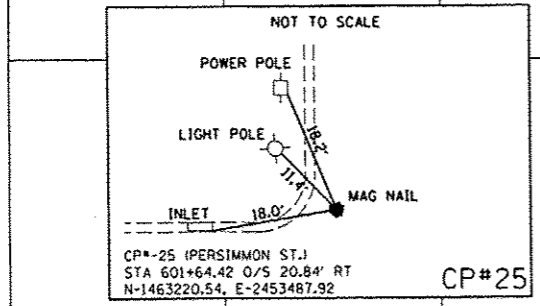 NOT TO SCALE
POWER POLE
18.2'
LIGHT POLE
11.4'
MAG NAIL
INLET
18.0'
CP#-25 (PERSIMMON ST.)
STA 601+64.42 O/S 20.84' RT
N-1463220.54, E-2453487.92
CP#25